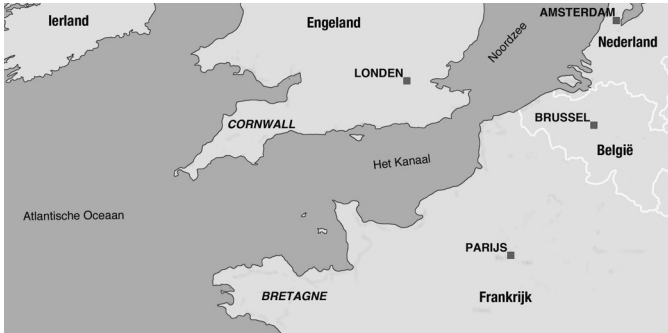 Ierland
Engeland
Noordzee
AMSTERDAM
Nederland
LONDEN
CORNWALL
BRUSSEL
België
Het Kanaal
Atlantische Oceaan
PARIJS
BRETAGNE
Frankrijk